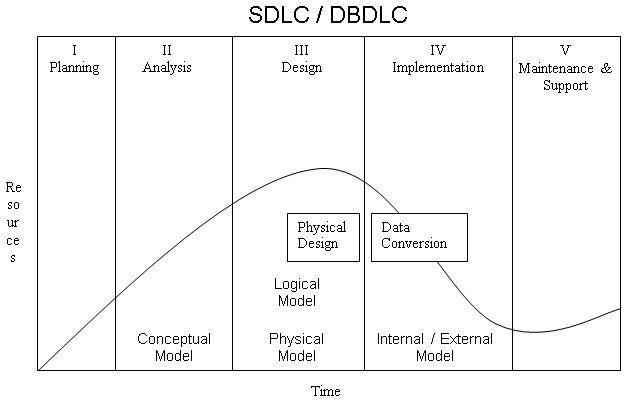 SDLC / DBDLC
I
Planning
II
Analysis
III
Design
IV
Implementation
V
Maintenance &
Support
Re
so
ur
ce
s
Physical
Design
Data
Conversion
Logical
Model
Conceptual
Model
Physical
Model
Internal / External
Model
Time